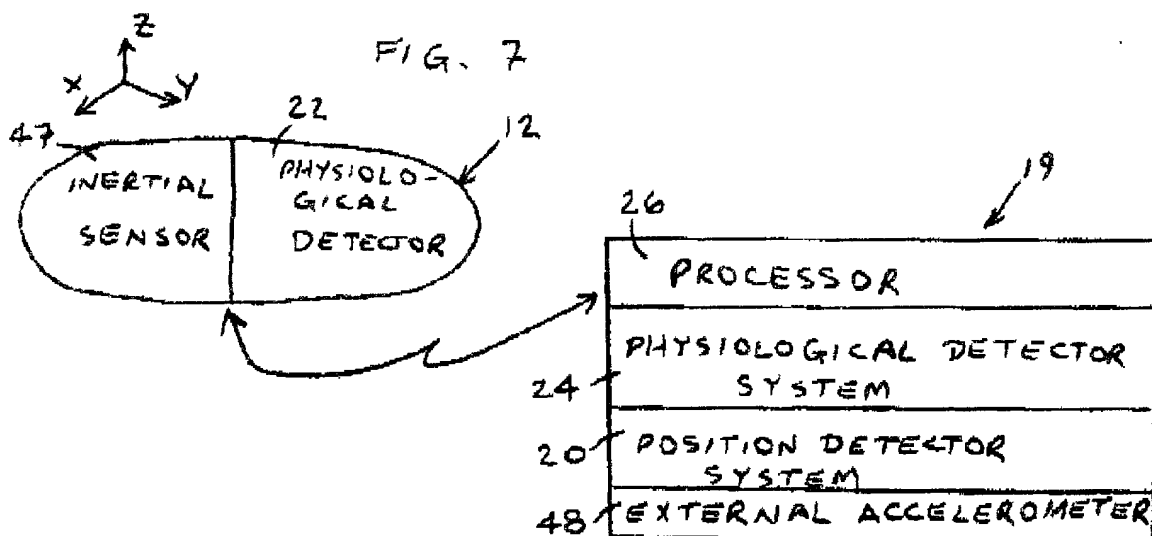 FIG. 7
Z
X Y
47
22
12
INERTIAL
SENSOR
PHYSIOLO-
GICAL
DETECTOR
19
26
PROCESSOR
PHYSIOLOGICAL DETECTOR
SYSTEM
24
POSITION DETECTOR
SYSTEM
20
48 EXTERNAL ACCELEROMETER